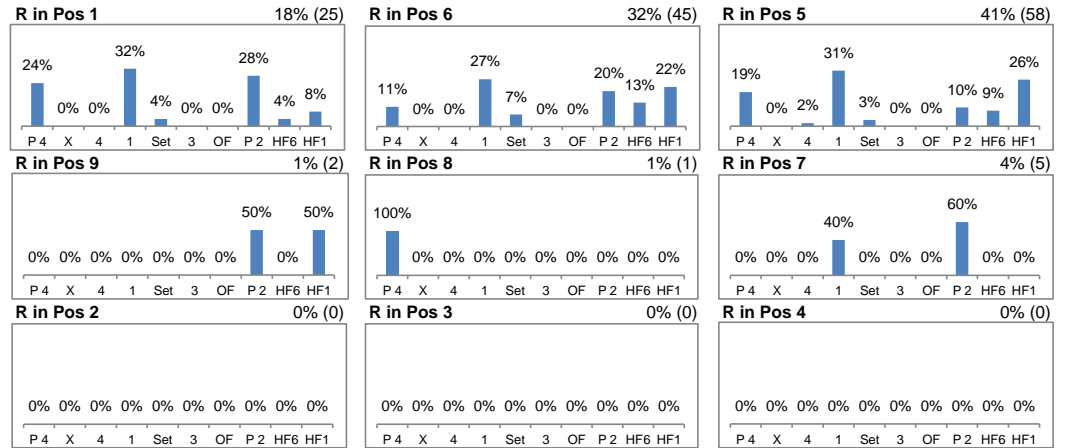 R in Pos 1 18% (25)
24% 0% 0% 32% 4% 0% 0% 28% 4% 8%
P 4 X 4 1 Set 3 OF P 2 HF6 HF1
R in Pos 6 32% (45)
11% 0% 0% 27% 7% 0% 0% 20% 13% 22%
P 4 X 4 1 Set 3 OF P 2 HF6 HF1
R in Pos 5 41% (58)
19% 0% 2% 31% 3% 0% 0% 10% 9% 26%
P 4 X 4 1 Set 3 OF P 2 HF6 HF1
R in Pos 9 1% (2)
0% 0% 0% 0% 0% 0% 0% 50% 0% 50%
P 4 X 4 1 Set 3 OF P 2 HF6 HF1
R in Pos 8 1% (1)
100% 0% 0% 0% 0% 0% 0% 0% 0% 0%
P 4 X 4 1 Set 3 OF P 2 HF6 HF1
R in Pos 7 4% (5)
0% 0% 0% 40% 0% 0% 0% 60% 0% 0%
P 4 X 4 1 Set 3 OF P 2 HF6 HF1
R in Pos 2 0% (0)
0% 0% 0% 0% 0% 0% 0% 0% 0% 0%
P 4 X 4 1 Set 3 OF P 2 HF6 HF1
R in Pos 3 0% (0)
0% 0% 0% 0% 0% 0% 0% 0% 0% 0%
P 4 X 4 1 Set 3 OF P 2 HF6 HF1
R in Pos 4 0% (0)
0% 0% 0% 0% 0% 0% 0% 0% 0% 0%
P 4 X 4 1 Set 3 OF P 2 HF6 HF1